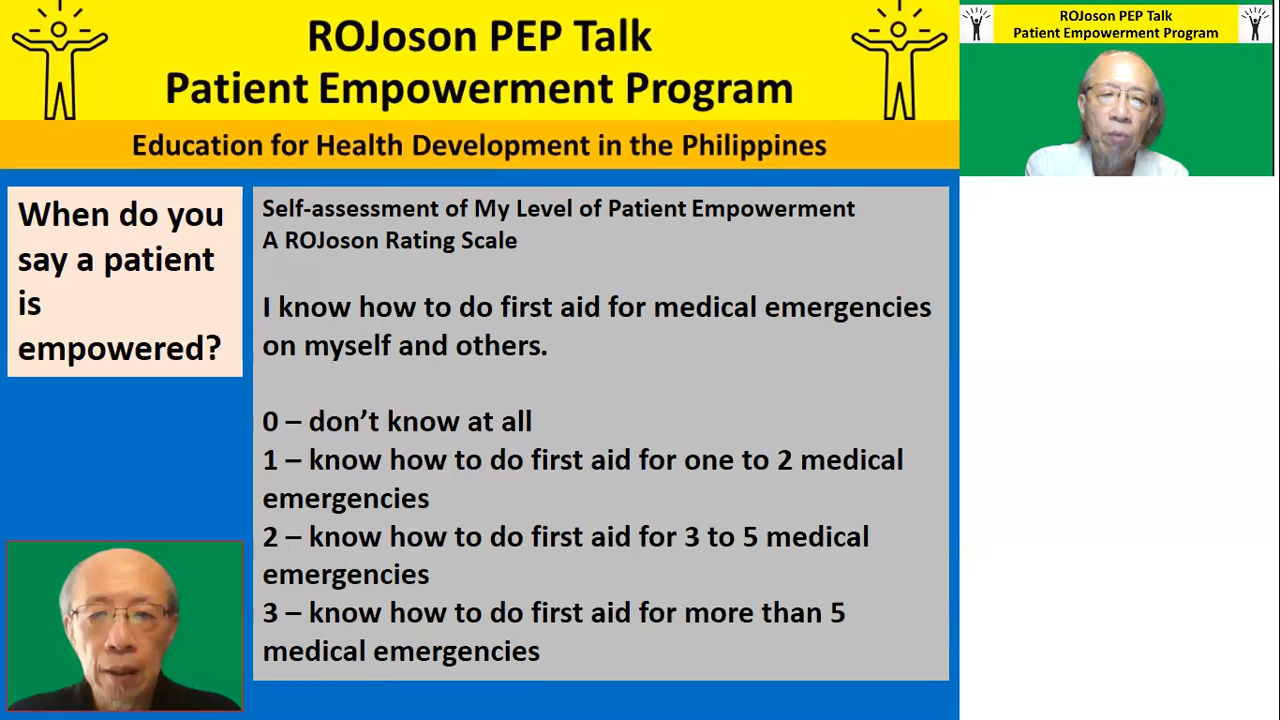 ROJoson PEP Talk
Patient Empowerment Program
Education for Health Development in the Philippines
When do you
say a patient
is
empowered?
Self-assessment of My Level of Patient Empowerment
A ROJoson Rating Scale
I know how to do first aid for medical emergencies
on myself and others.
0 – don’t know at all
1 – know how to do first aid for one to 2 medical
emergencies
2 – know how to do first aid for 3 to 5 medical
emergencies
3 – know how to do first aid for more than 5
medical emergencies
ROJoson PEP Talk
Patient Empowerment Program